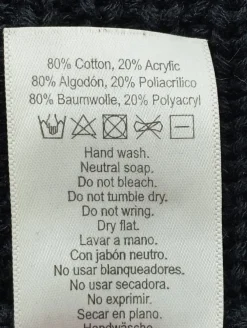 80% Cotton, 20% Acrylic
80% Algodón, 20% Poliacrilico
80% Baumwolle, 20% Polyacryl
Hand wash.
Neutral soap.
Do not bleach.
Do not tumble dry.
Do not wring.
Dry flat.
Lavar a mano.
Con jabón neutro.
No usar blanqueadores.
No usar secadora.
No exprimir.
Secar en plano.
Handwäsche